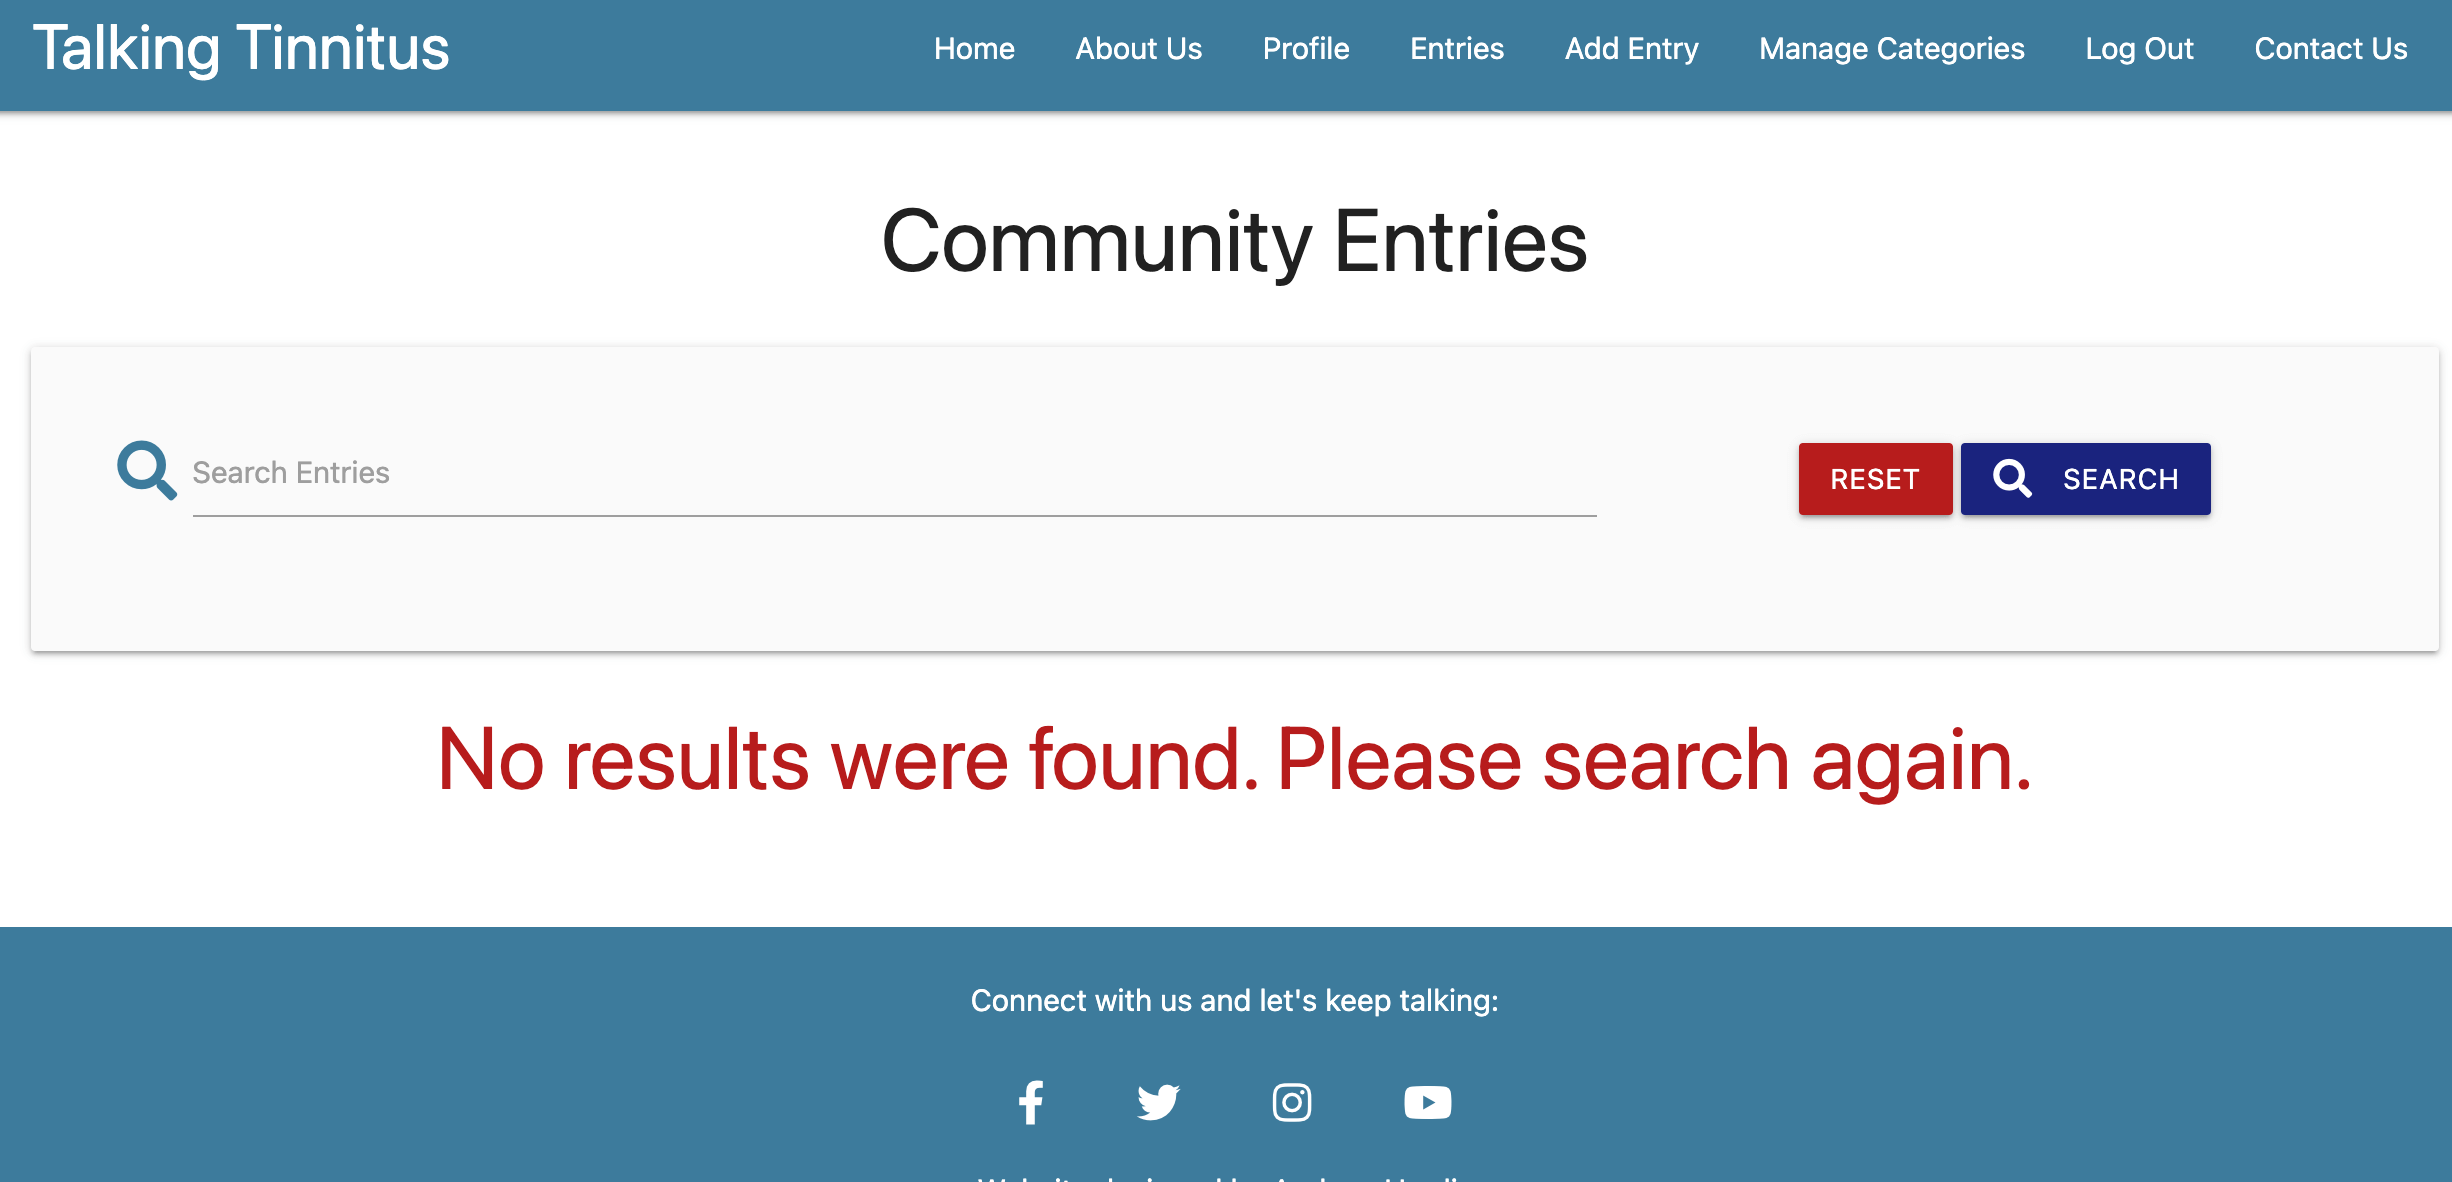 Talking Tinnitus
Home About Us Profile Entries Add Entry Manage Categories Log Out Contact Us
Community Entries
Search Entries
RESET SEARCH
No results were found. Please search again.
Connect with us and let's keep talking: